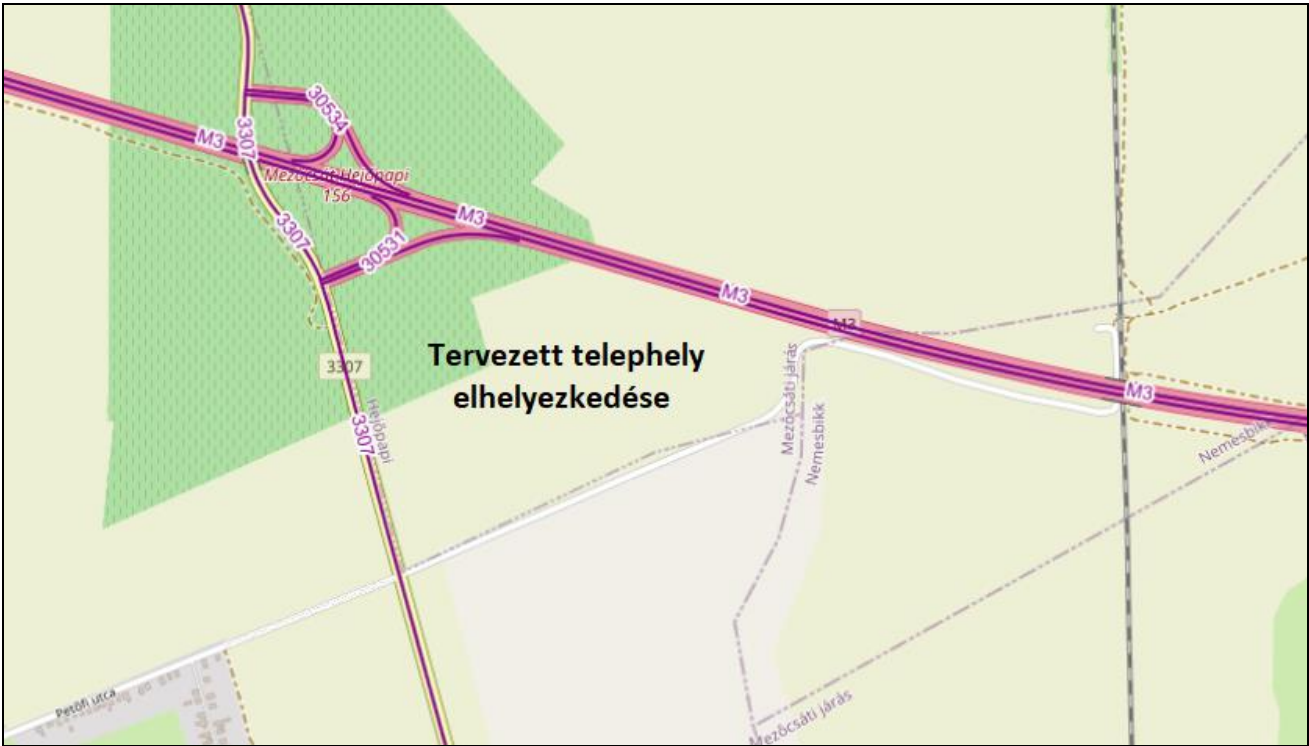 30534
M3
3307
Mezőcsát-Hejőpapi
156
M3
3307
30531
M3
M3
Tervezett telephely
elhelyezkedése
3307
Mezőcsáti járás
Nemesbikk
Hejőpapi
3307
M3
Nemesbikk
Petőfi utca
Mezőcsáti járás